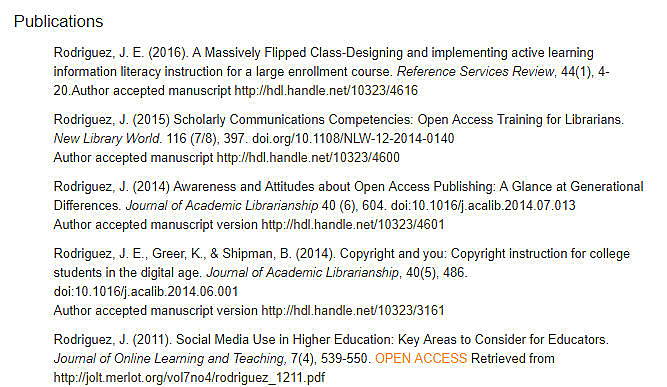 Publications
Rodriguez, J. E. (2016). A Massively Flipped Class-Designing and implementing active learning
information literacy instruction for a large enrollment course. Reference Services Review, 44(1), 4-
20.Author accepted manuscript http://hdl.handle.net/10323/4616
Rodriguez, J. (2015) Scholarly Communications Competencies: Open Access Training for Librarians.
New Library World. 116 (7/8), 397. doi.org/10.1108/NLW-12-2014-0140
Author accepted manuscript http://hdl.handle.net/10323/4600
Rodriguez, J. (2014) Awareness and Attitudes about Open Access Publishing: A Glance at Generational
Differences. Journal of Academic Librarianship 40 (6), 604. doi:10.1016/j.acalib.2014.07.013
Author accepted manuscript version http://hdl.handle.net/10323/4601
Rodriguez, J. E., Greer, K., & Shipman, B. (2014). Copyright and you: Copyright instruction for college
students in the digital age. Journal of Academic Librarianship, 40(5), 486.
doi:10.1016/j.acalib.2014.06.001
Author accepted manuscript version http://hdl.handle.net/10323/3161
Rodriguez, J. (2011). Social Media Use in Higher Education: Key Areas to Consider for Educators.
Journal of Online Learning and Teaching, 7(4), 539-550. OPEN ACCESS Retrieved from
http://jolt.merlot.org/vol7no4/rodriguez_1211.pdf